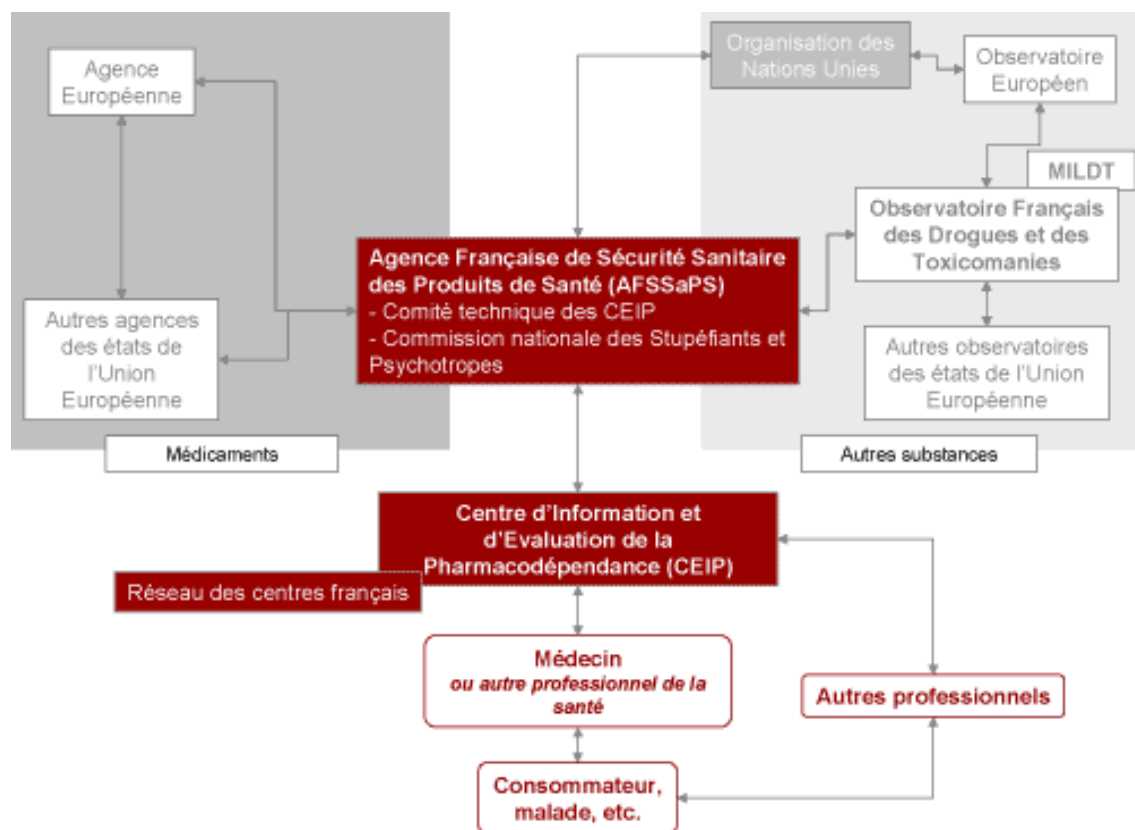 Agence
Européenne
Organisation des
Nations Unies
Observatoire
Européen
MILDT
Observatoire Français
des Drogues et des
Toxicomanies
Agence Française de Sécurité Sanitaire
des Produits de Santé (AFSSaPS)
- Comité technique des CEIP
- Commission nationale des Stupéfiants et
Psychotropes
Autres agences
des états de
l'Union
Européenne
Autres observatoires
des états de l'Union
Européenne
Médicaments
Autres substances
Centre d'Information et
d'Evaluation de la
Pharmacodépendance (CEIP)
Réseau des centres français
Médecin
ou autre professionnel de la
santé
Autres professionnels
Consommateur,
malade, etc.